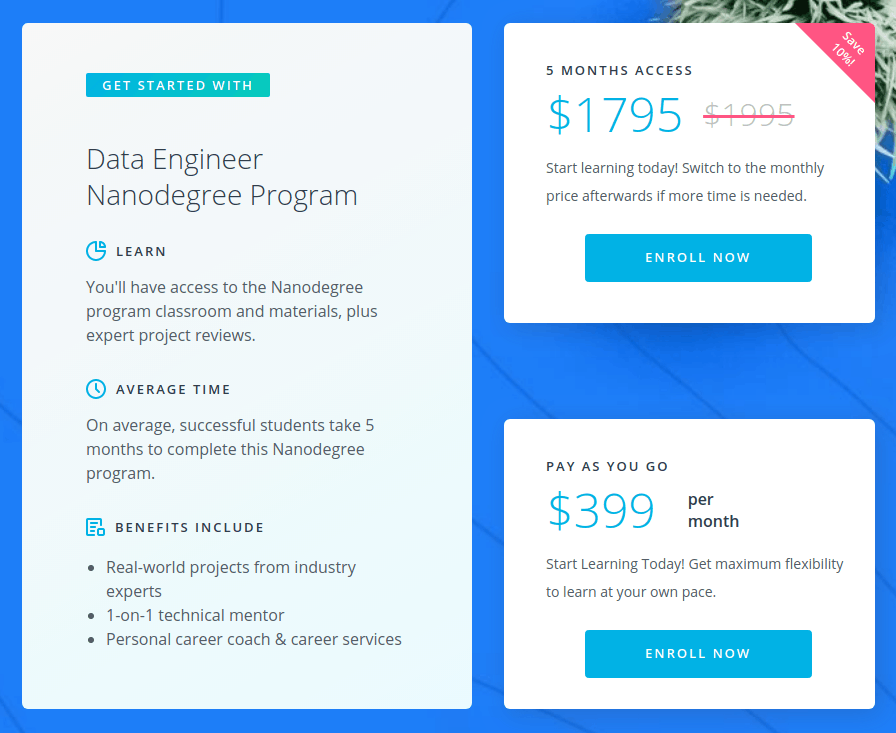 GET STARTED WITH
Data Engineer
Nanodegree Program
LEARN
You'll have access to the Nanodegree
program classroom and materials, plus
expert project reviews.
AVERAGE TIME
On average, successful students take 5
months to complete this Nanodegree
program.
BENEFITS INCLUDE
Real-world projects from industry
experts
1-on-1 technical mentor
Personal career coach & career services
Save
10%!
5 MONTHS ACCESS
$1795 $1995
Start learning today! Switch to the monthly
price afterwards if more time is needed.
ENROLL NOW
PAY AS YOU GO
$399 per
month
Start Learning Today! Get maximum flexibility
to learn at your own pace.
ENROLL NOW